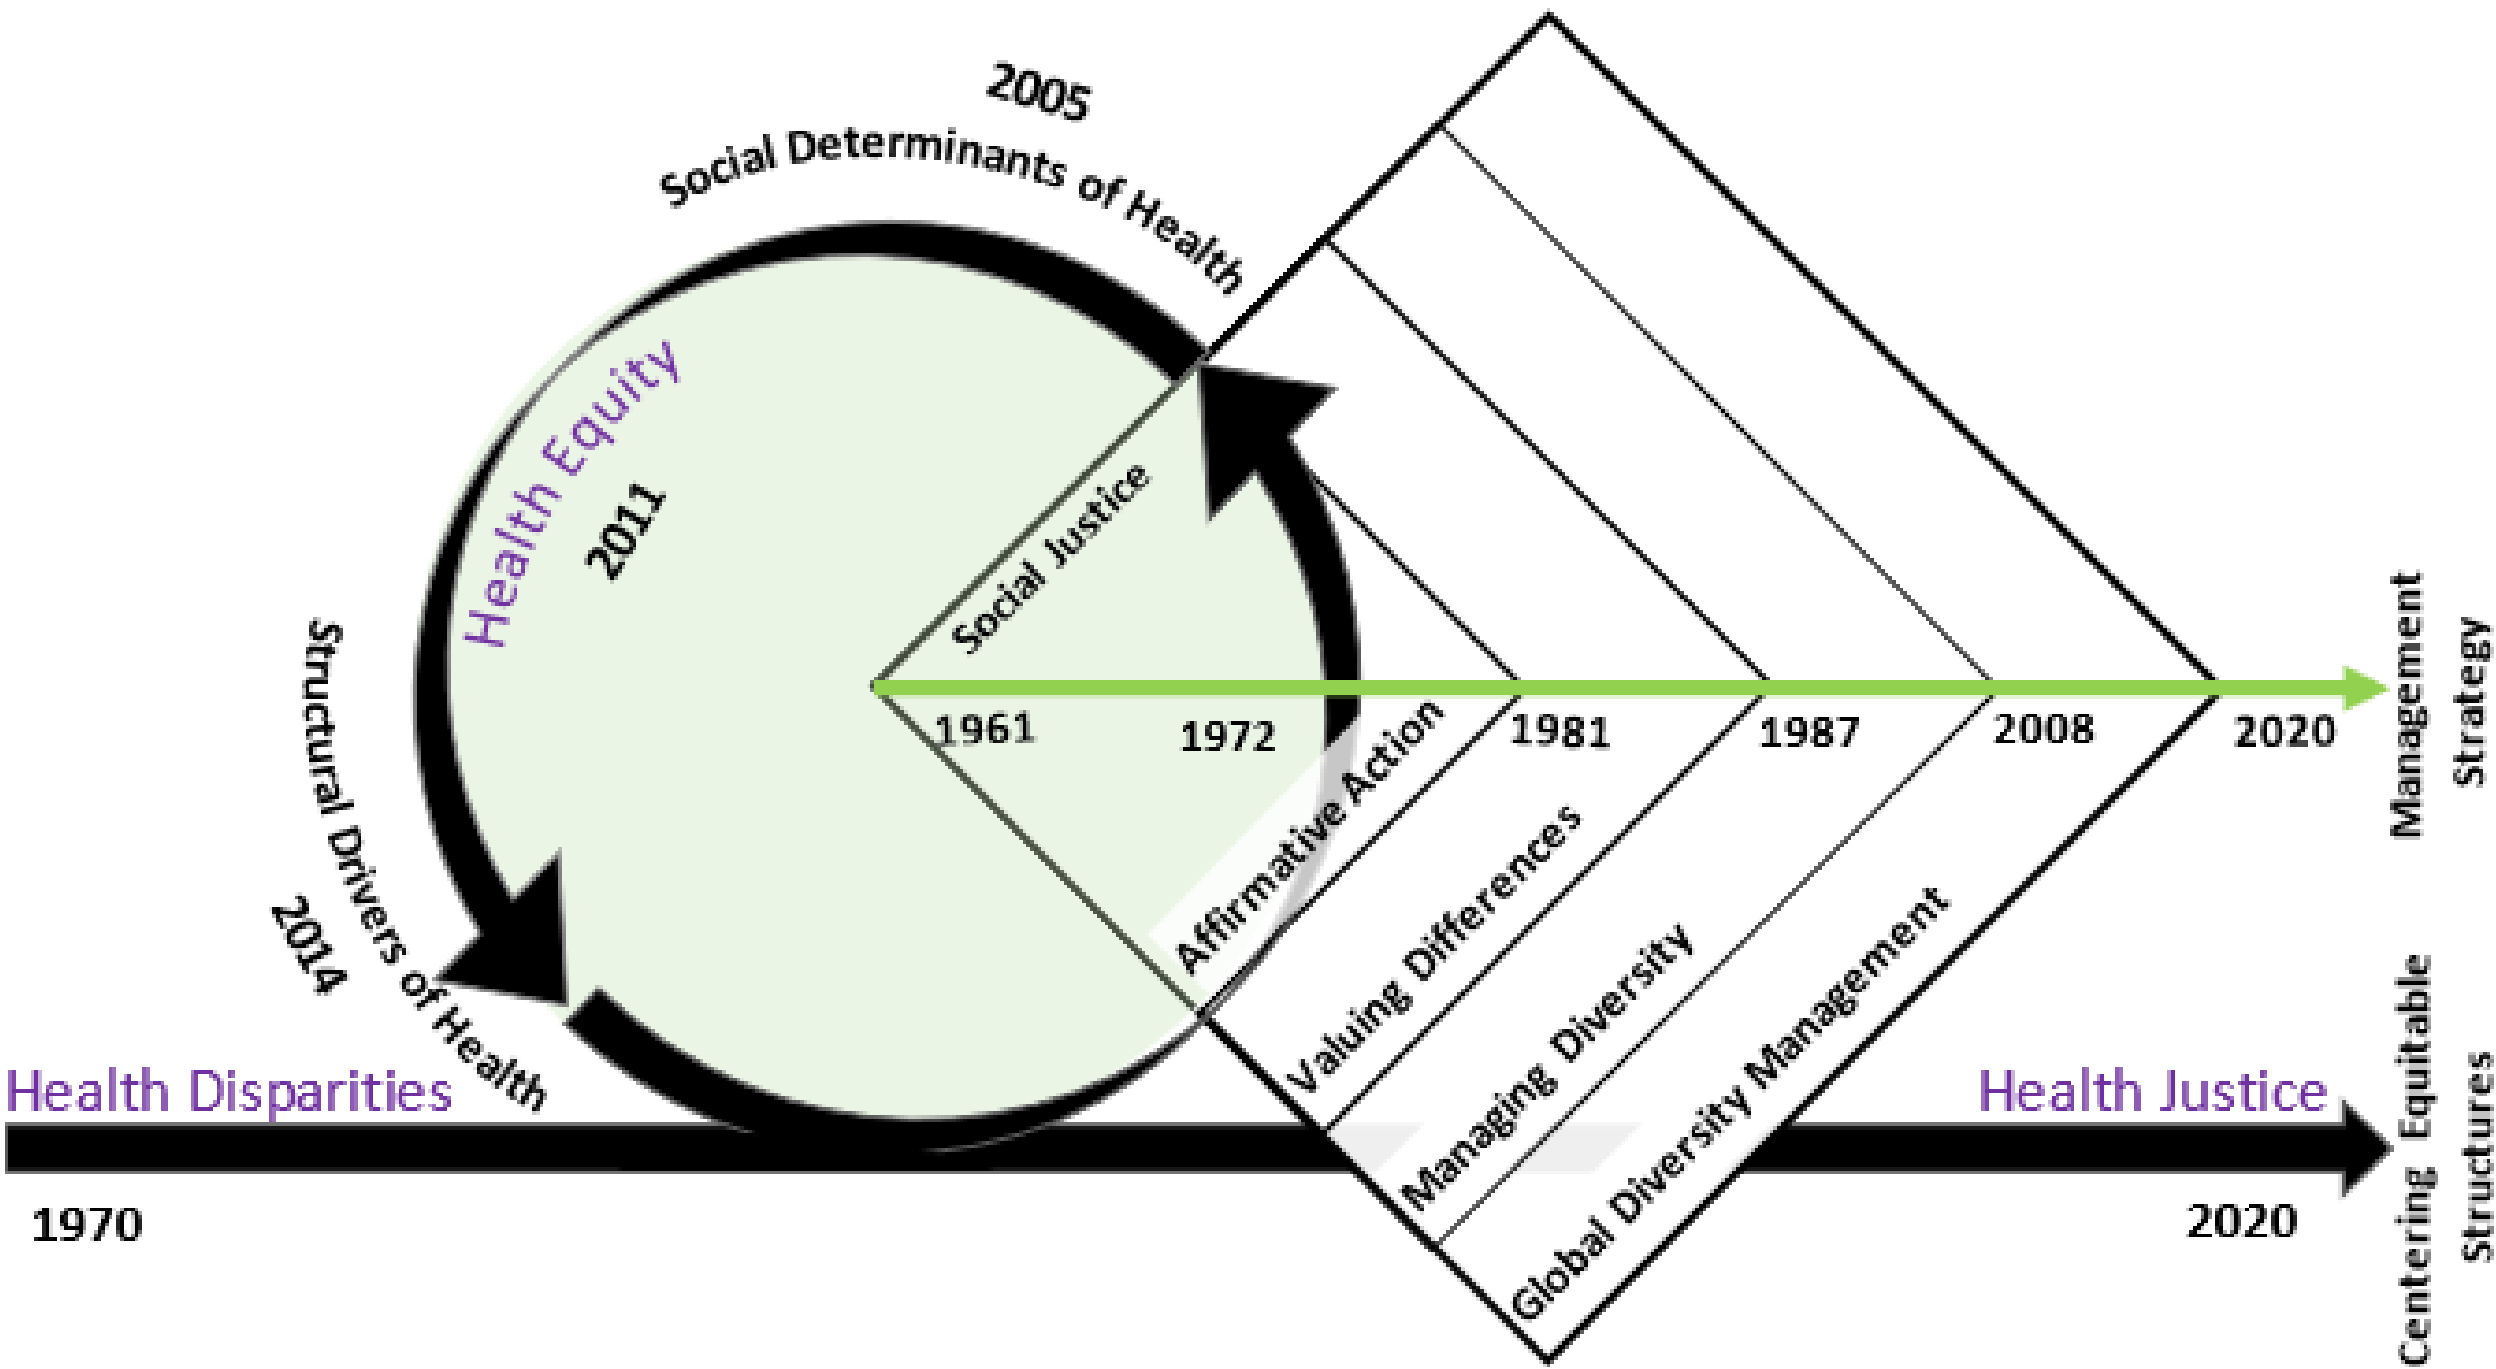 2005
Social Determinants of Health
Health Equity
2011
Social Justice
Structural Drivers of Health
2014
1961
1972
1981
1987
2008
2020
Management
Strategy
Affirmative Action
Valuing Differences
Managing Diversity
Global Diversity Management
Health Disparities
Health Justice
1970
2020
Centering Equitable
Structures